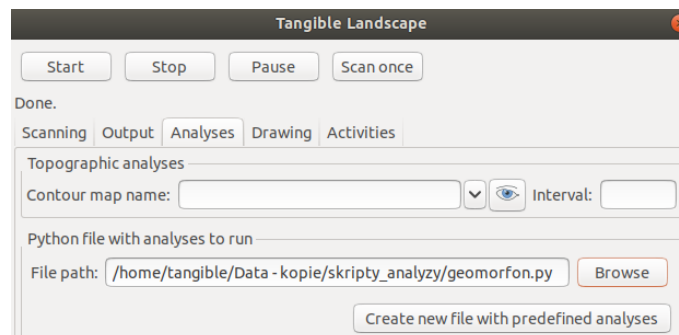 Tangible Landscape
Start Stop Pause Scan once
Done.
Scanning Output Analyses Drawing Activities
Topographic analyses
Contour map name: Interval:
Python file with analyses to run
File path: /home/tangible/Data - kopie/skripty_analyzy/geomorfon.py Browse
Create new file with predefined analyses